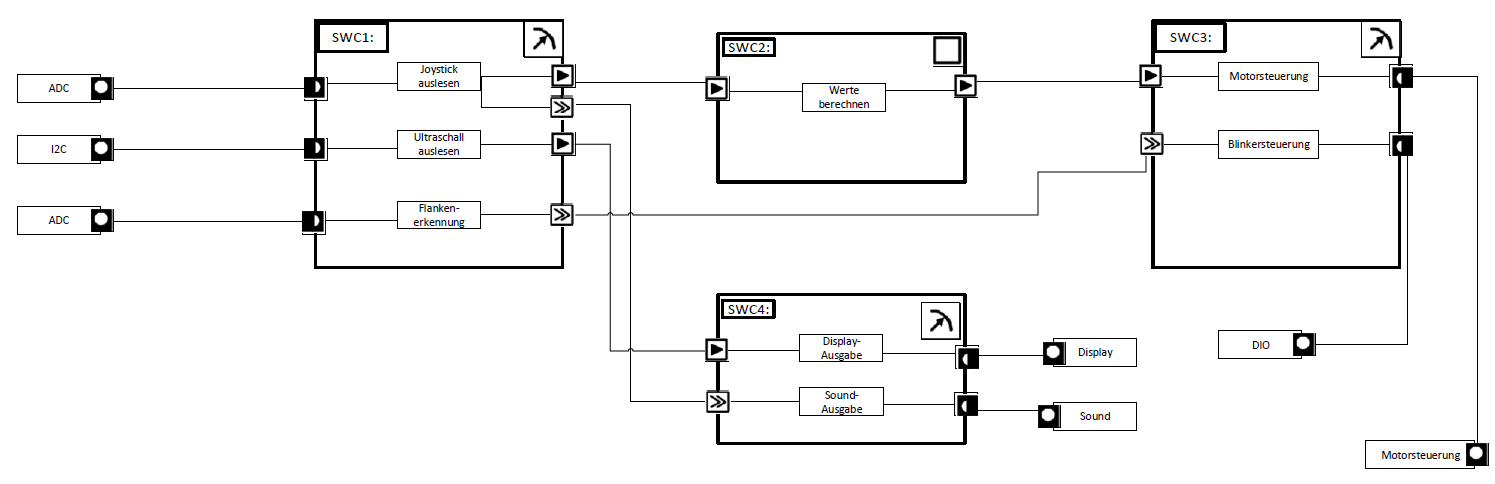 SWC1:
ADC
I2C
ADC
Joystick
auslesen
Ultraschall
auslesen
Flanken-
erkennung
SWC2:
Werte
berechnen
SWC3:
Motorsteuerung
Blinkersteuerung
SWC4:
Display-
Ausgabe
Sound-
Ausgabe
Display
Sound
DIO
Motorsteuerung